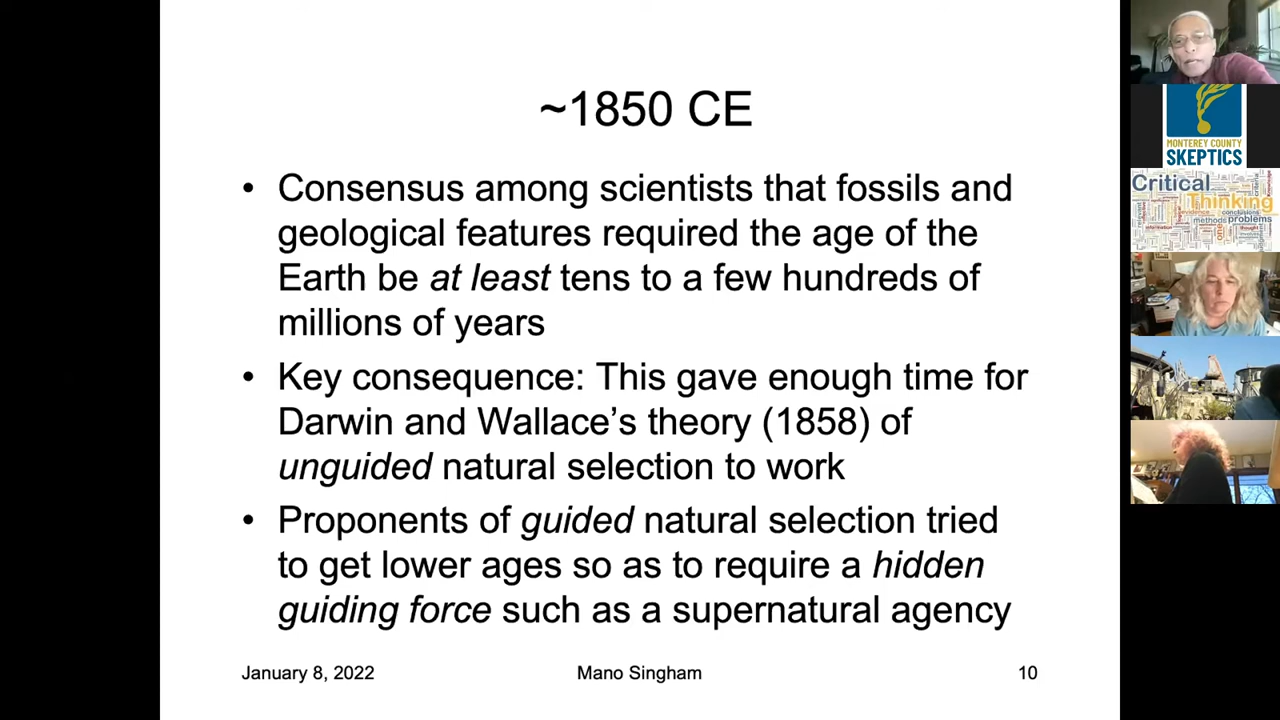 ~1850 CE
• Consensus among scientists that fossils and
geological features required the age of the
Earth be at least tens to a few hundreds of
millions of years
• Key consequence: This gave enough time for
Darwin and Wallace’s theory (1858) of
unguided natural selection to work
• Proponents of guided natural selection tried
to get lower ages so as to require a hidden
guiding force such as a supernatural agency
January 8, 2022
Mano Singham
10
MONTEREY COUNTY
SKEPTICS
Critical
Thinking
evidence
conclusions
methods
problems